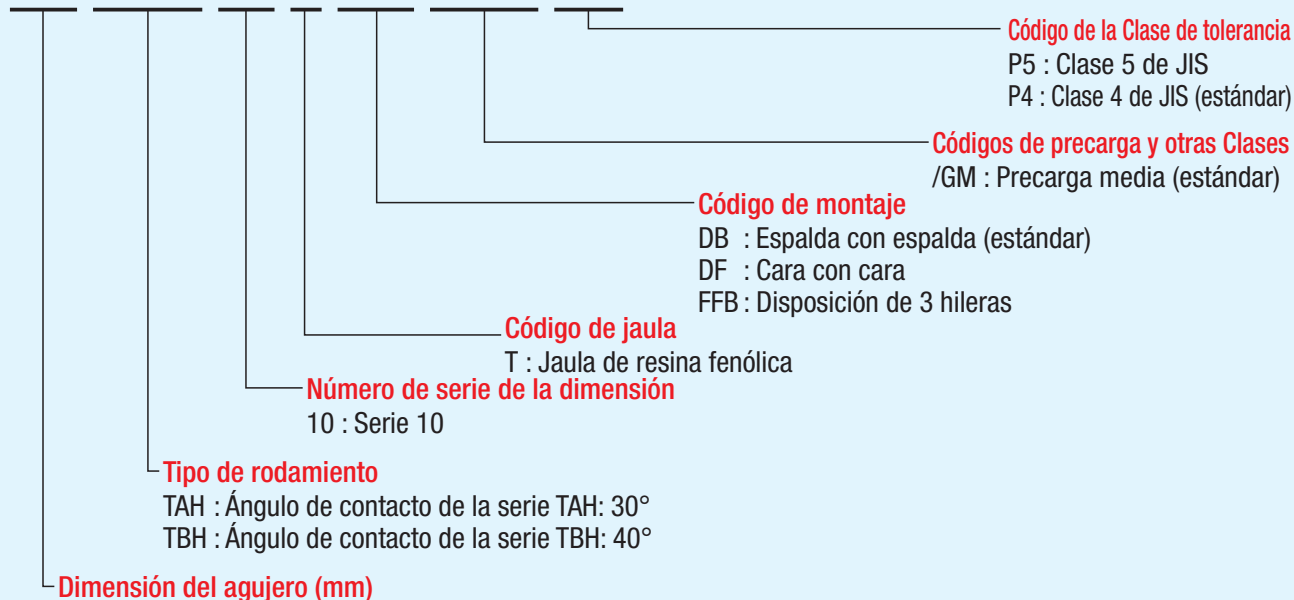 Código de la Clase de tolerancia
P5 : Clase 5 de JIS
P4 : Clase 4 de JIS (estándar)
Códigos de precarga y otras Clases
/GM : Precarga media (estándar)
Código de montaje
DB : Espalda con espalda (estándar)
DF : Cara con cara
FFB : Disposición de 3 hileras
Código de jaula
T : Jaula de resina fenólica
Número de serie de la dimensión
10 : Serie 10
Tipo de rodamiento
TAH : Ángulo de contacto de la serie TAH: 30°
TBH : Ángulo de contacto de la serie TBH: 40°
Dimensión del agujero (mm)